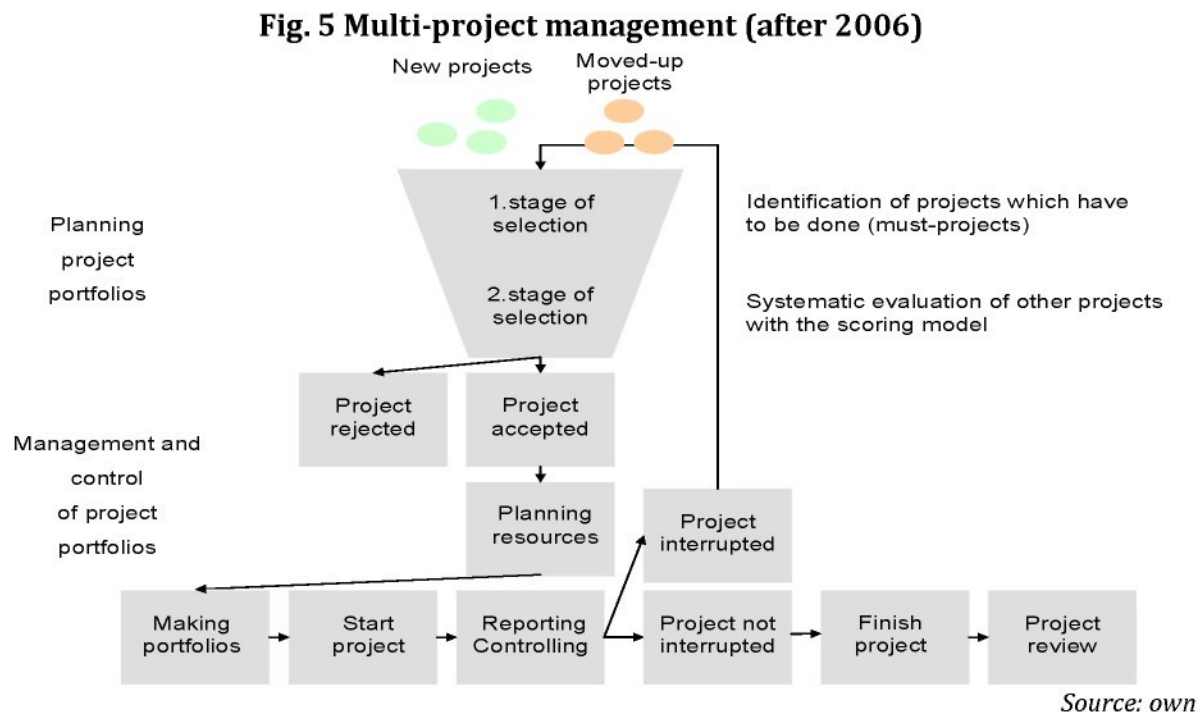 Fig. 5 Multi-project management (after 2006)
New projects
Moved-up
projects
Planning
project
portfolios
1.stage of
selection
2.stage of
selection
Identification of projects which have
to be done (must-projects)
Systematic evaluation of other projects
with the scoring model
Project
rejected
Project
accepted
Management and
control
of project
portfolios
Planning
resources
Project
interrupted
Making
portfolios
Start
project
Reporting
Controlling
Project not
interrupted
Finish
project
Project
review
Source: own